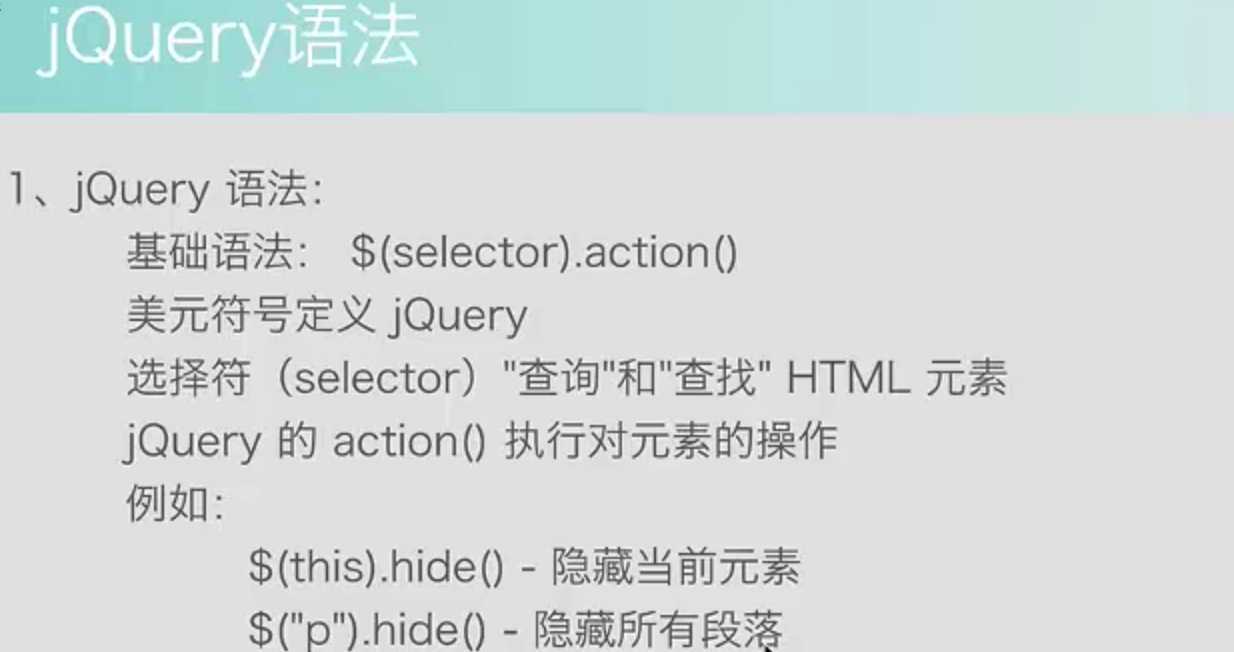 jQuery语法
1、jQuery 语法：
基础语法： $(selector).action()
美元符号定义 jQuery
选择符（selector）"查询"和"查找" HTML 元素
jQuery 的 action() 执行对元素的操作
例如：
$(this).hide() - 隐藏当前元素
$("p").hide() - 隐藏所有段落